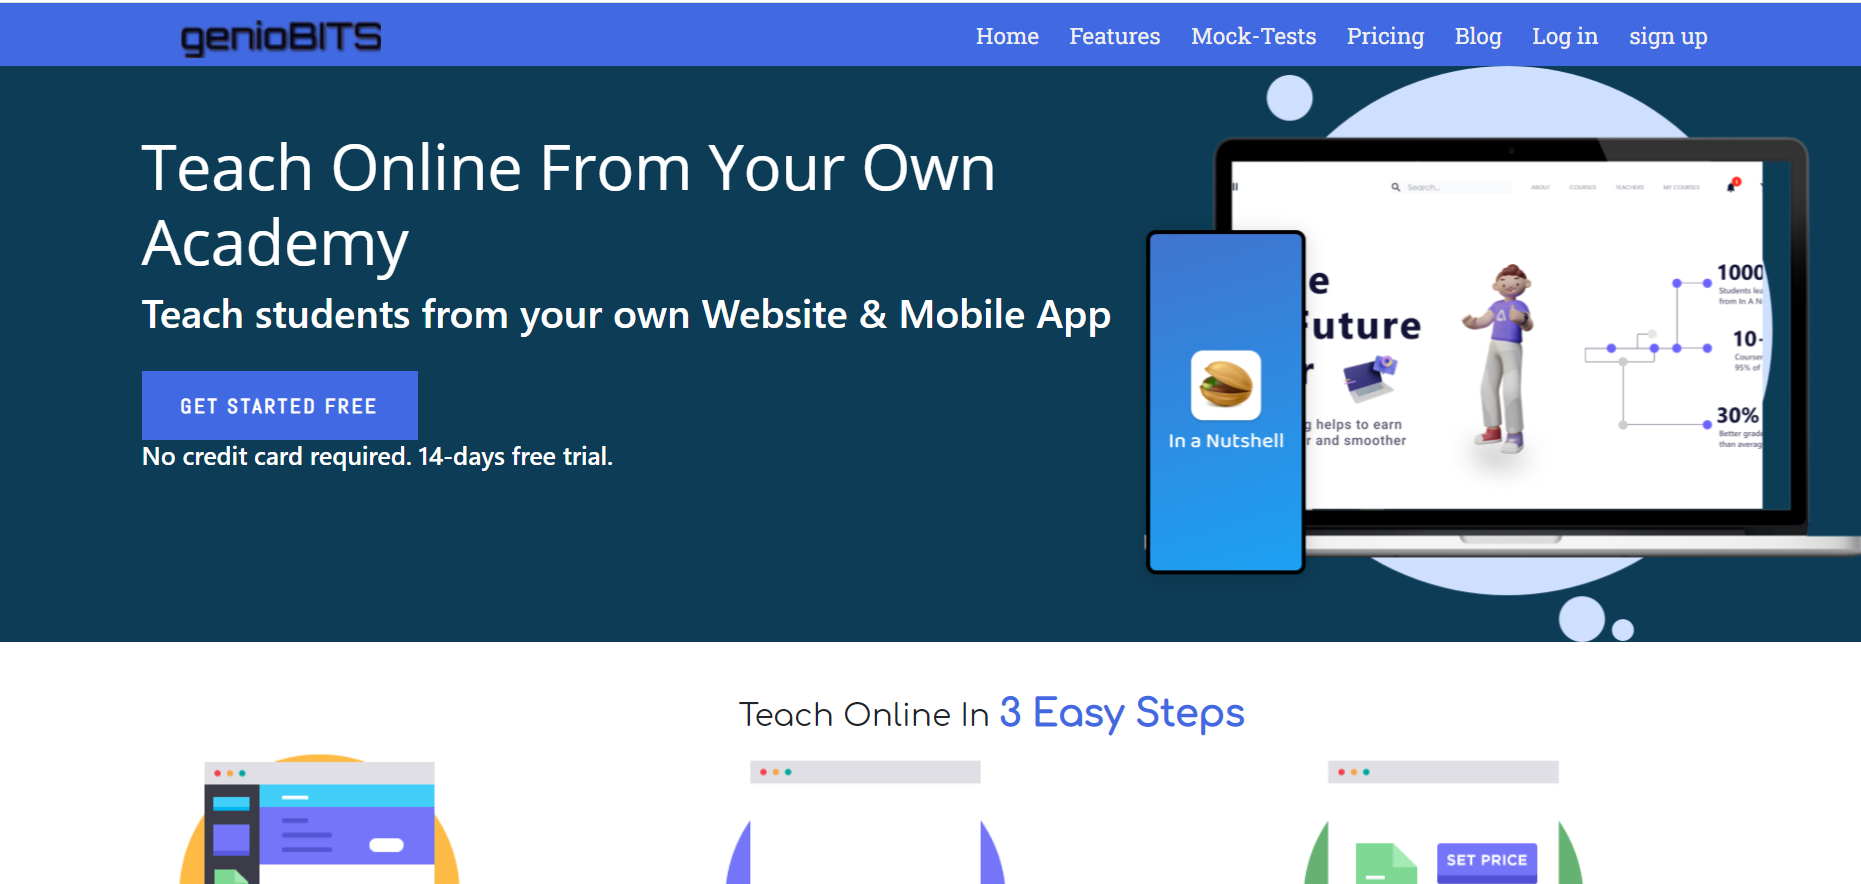 genioBITS
Home Features Mock-Tests Pricing Blog Log in sign up
Teach Online From Your Own
Academy
Teach students from your own Website & Mobile App
GET STARTED FREE
No credit card required. 14-days free trial.
Search...
ABOUT COURSES TEACHERS MY COURSES
e
Future
r
g helps to earn
r and smoother
1000
Students lea
from In A N
10-
Courser
95% of
30%
Better grade
than averag
In a Nutshell
Teach Online In 3 Easy Steps
SET PRICE